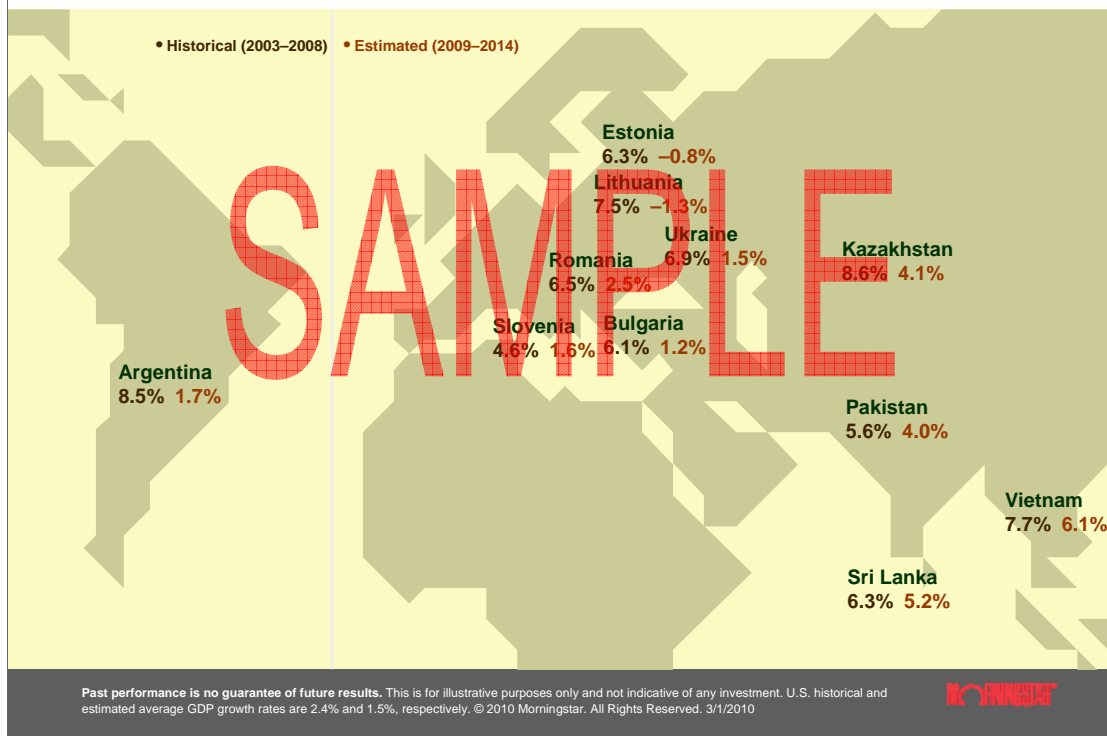 • Historical (2003–2008) • Estimated (2009–2014)
Estonia
6.3% –0.8%
Lithuania
7.5% –1.3%
Ukraine
6.9% 1.5%
Kazakhstan
8.6% 4.1%
Romania
6.5% 2.5%
Slovenia
4.6% 1.6%
Bulgaria
6.1% 1.2%
Argentina
8.5% 1.7%
Pakistan
5.6% 4.0%
Vietnam
7.7% 6.1%
Sri Lanka
6.3% 5.2%
SAMPLE
Past performance is no guarantee of future results. This is for illustrative purposes only and not indicative of any investment. U.S. historical and
estimated average GDP growth rates are 2.4% and 1.5%, respectively. © 2010 Morningstar. All Rights Reserved. 3/1/2010
MORNINGSTAR